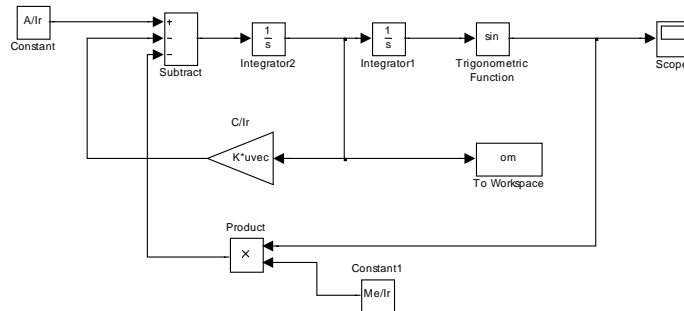 A/Ir
Constant
+
−
−
Subtract
1
s
Integrator2
1
s
Integrator1
sin
Trigonometric
Function
Scope
C/Ir
K*uvec
om
To Workspace
Product
×
Constant1
Me/Ir